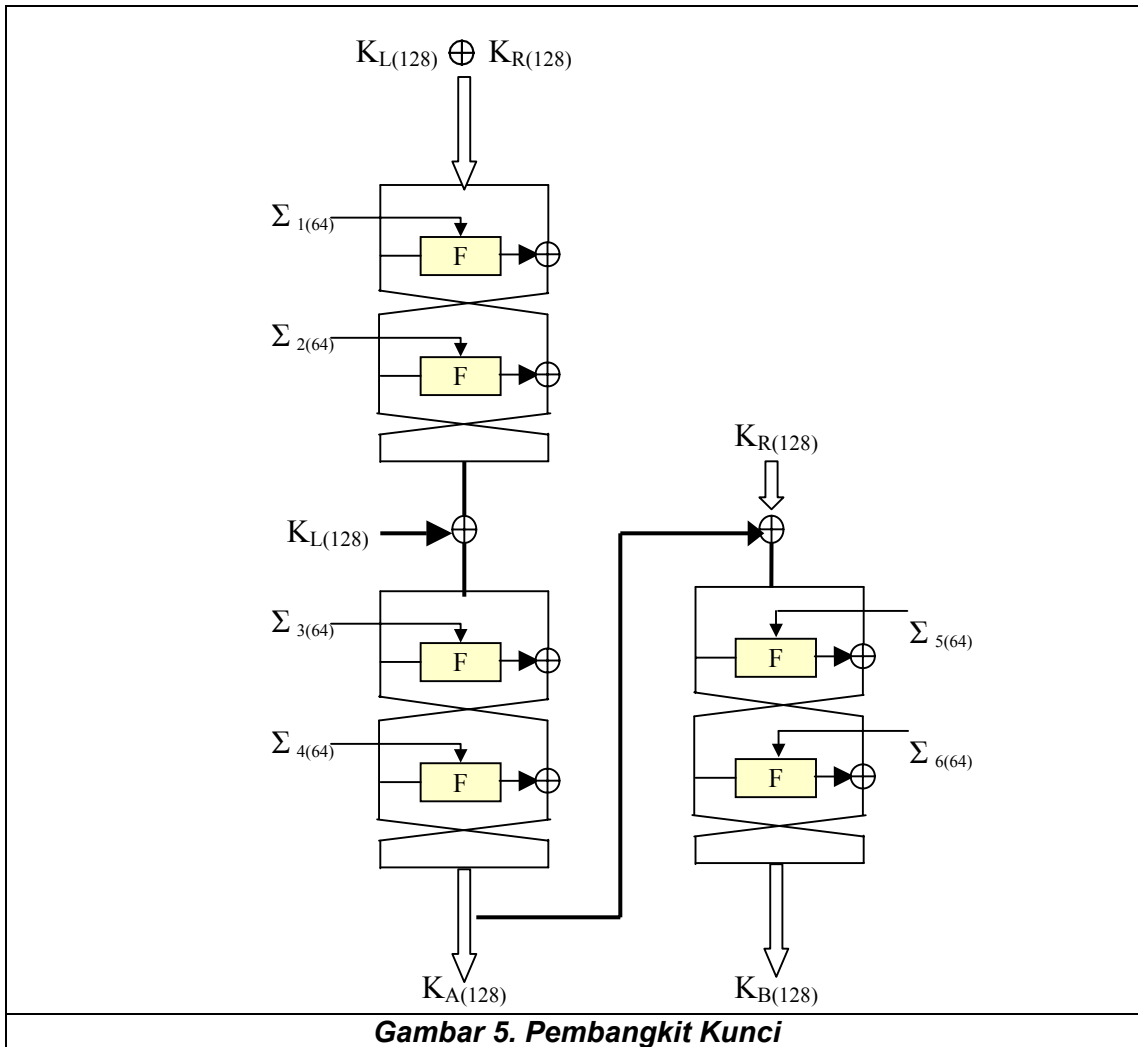 K_L(128) ⊕ K_R(128)
Σ 1(64)
F
Σ 2(64)
F
K_R(128)
K_L(128)
Σ 3(64)
F
F
Σ 5(64)
Σ 4(64)
F
F
Σ 6(64)
K_A(128)
K_B(128)
Gambar 5. Pembangkit Kunci